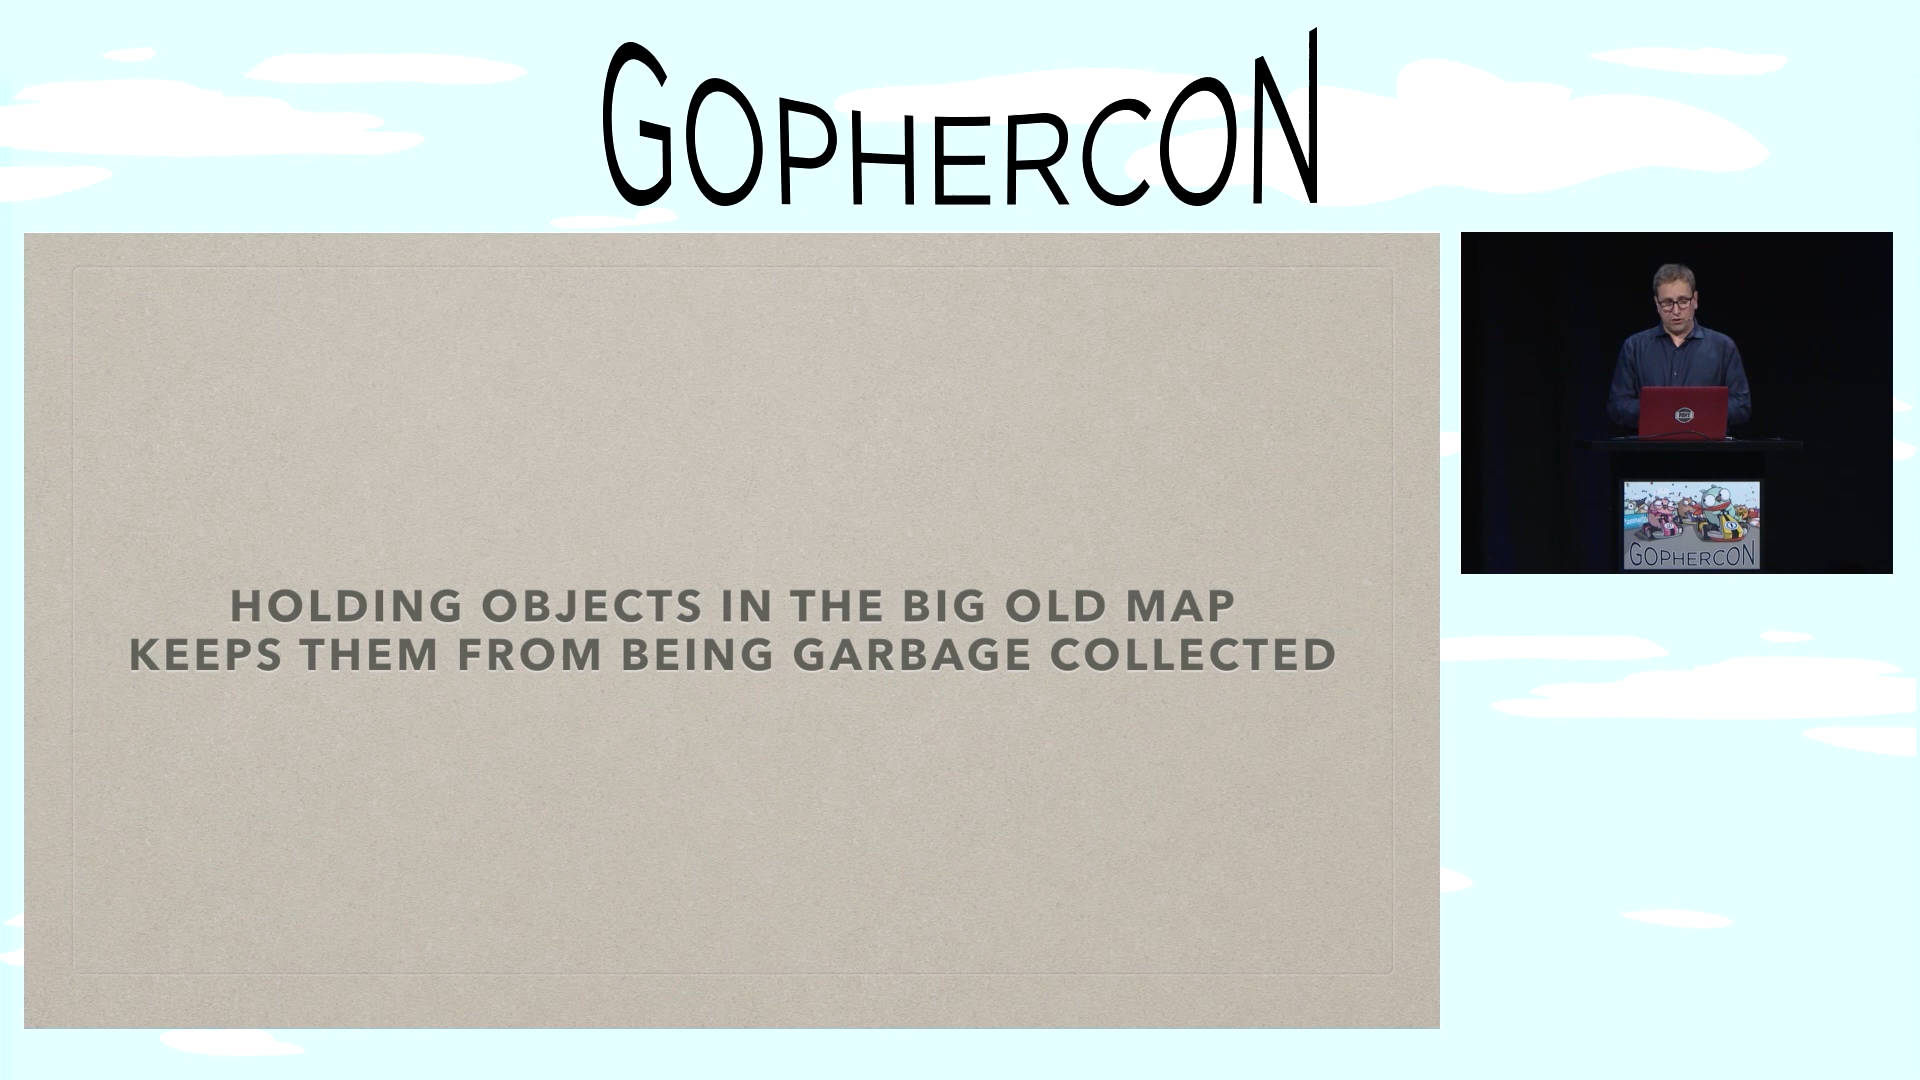 GOPHERCON
HOLDING OBJECTS IN THE BIG OLD MAP
KEEPS THEM FROM BEING GARBAGE COLLECTED
GOPHERCON